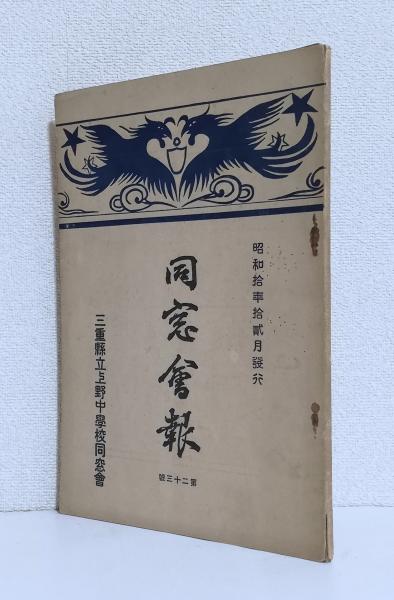 昭和拾年拾貳月發行
同窓會報
第二十三號
三重縣立上野中學校同窓會